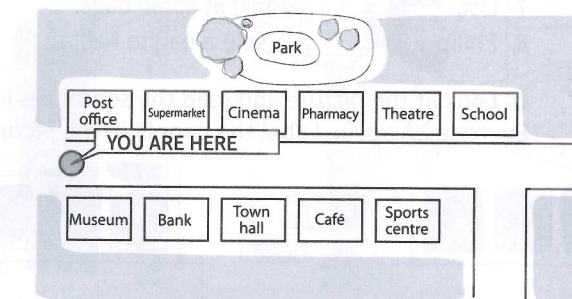 Park
Post
office
Supermarket
Cinema
Pharmacy
Theatre
School
YOU ARE HERE
Museum
Bank
Town
hall
Café
Sports
centre